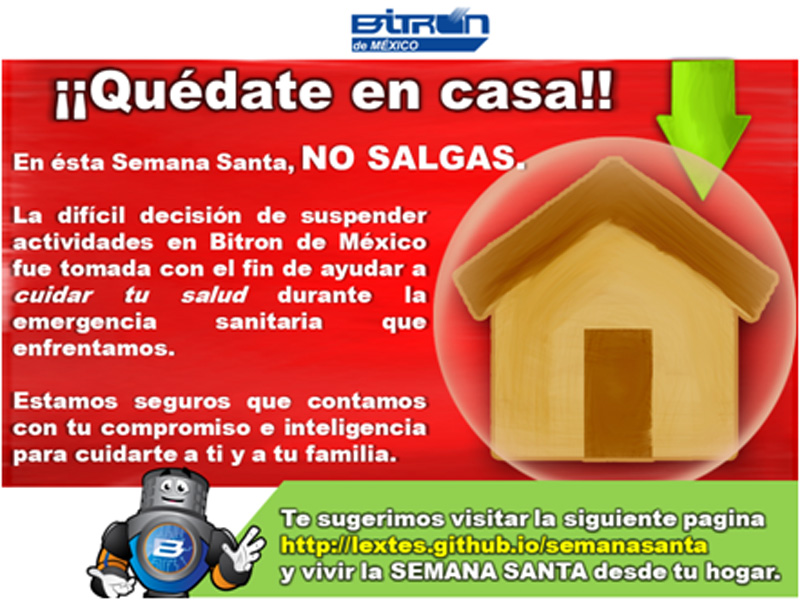 BiTRON
de MÉXICO
¡¡Quédate en casa!!
En ésta Semana Santa, NO SALGAS.
La difícil decisión de suspender
actividades en Bitron de México
fue tomada con el fin de ayudar a
cuidar tu salud durante la
emergencia sanitaria que
enfrentamos.
Estamos seguros que contamos
con tu compromiso e inteligencia
para cuidarte a ti y a tu familia.
B
Te sugerimos visitar la siguiente pagina
http://lextes.github.io/semanasanta
y vivir la SEMANA SANTA desde tu hogar.